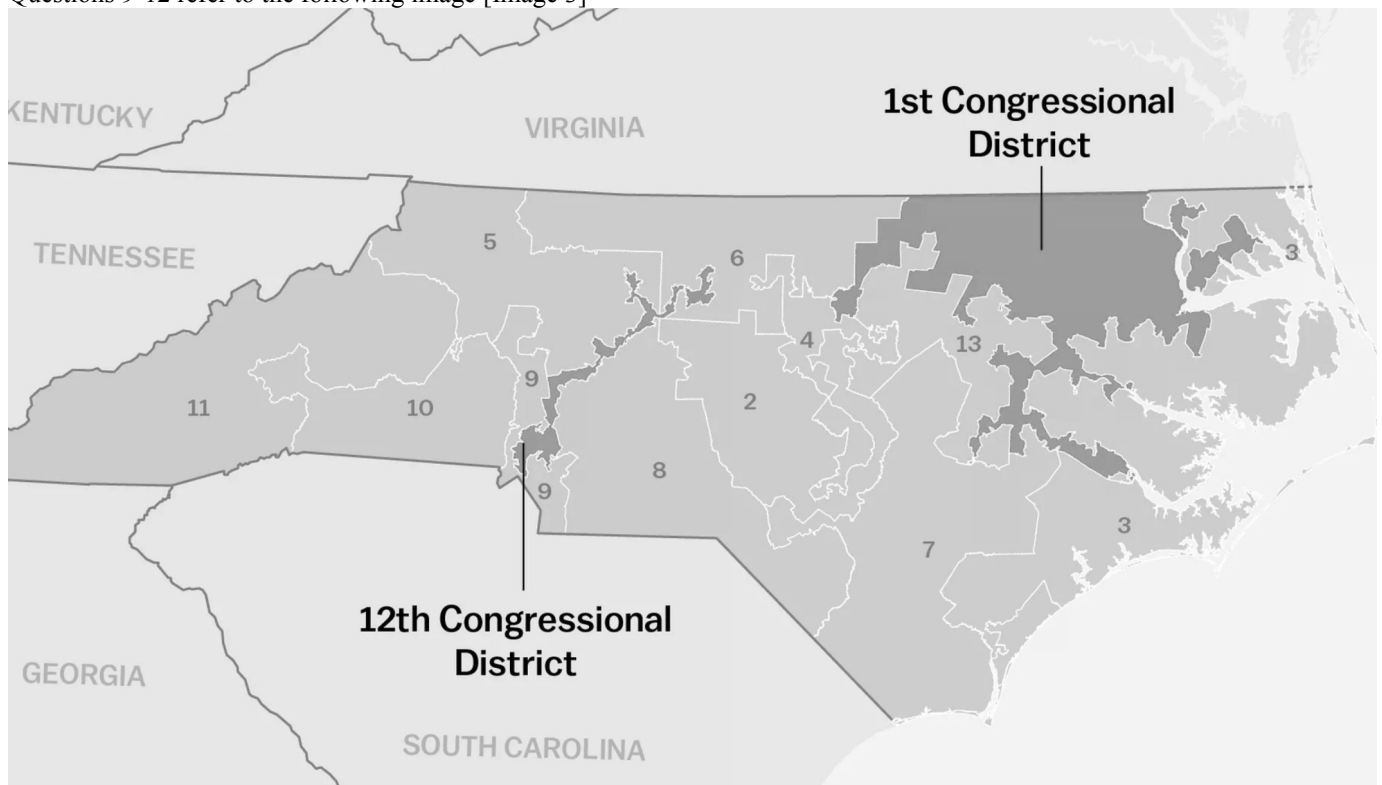 Questions 9-12 refer to the following image [Image 3]
1st Congressional
District
KENTUCKY
VIRGINIA
TENNESSEE
5
6
3
4
13
9
11
10
2
8
9
7
3
12th Congressional
District
GEORGIA
SOUTH CAROLINA